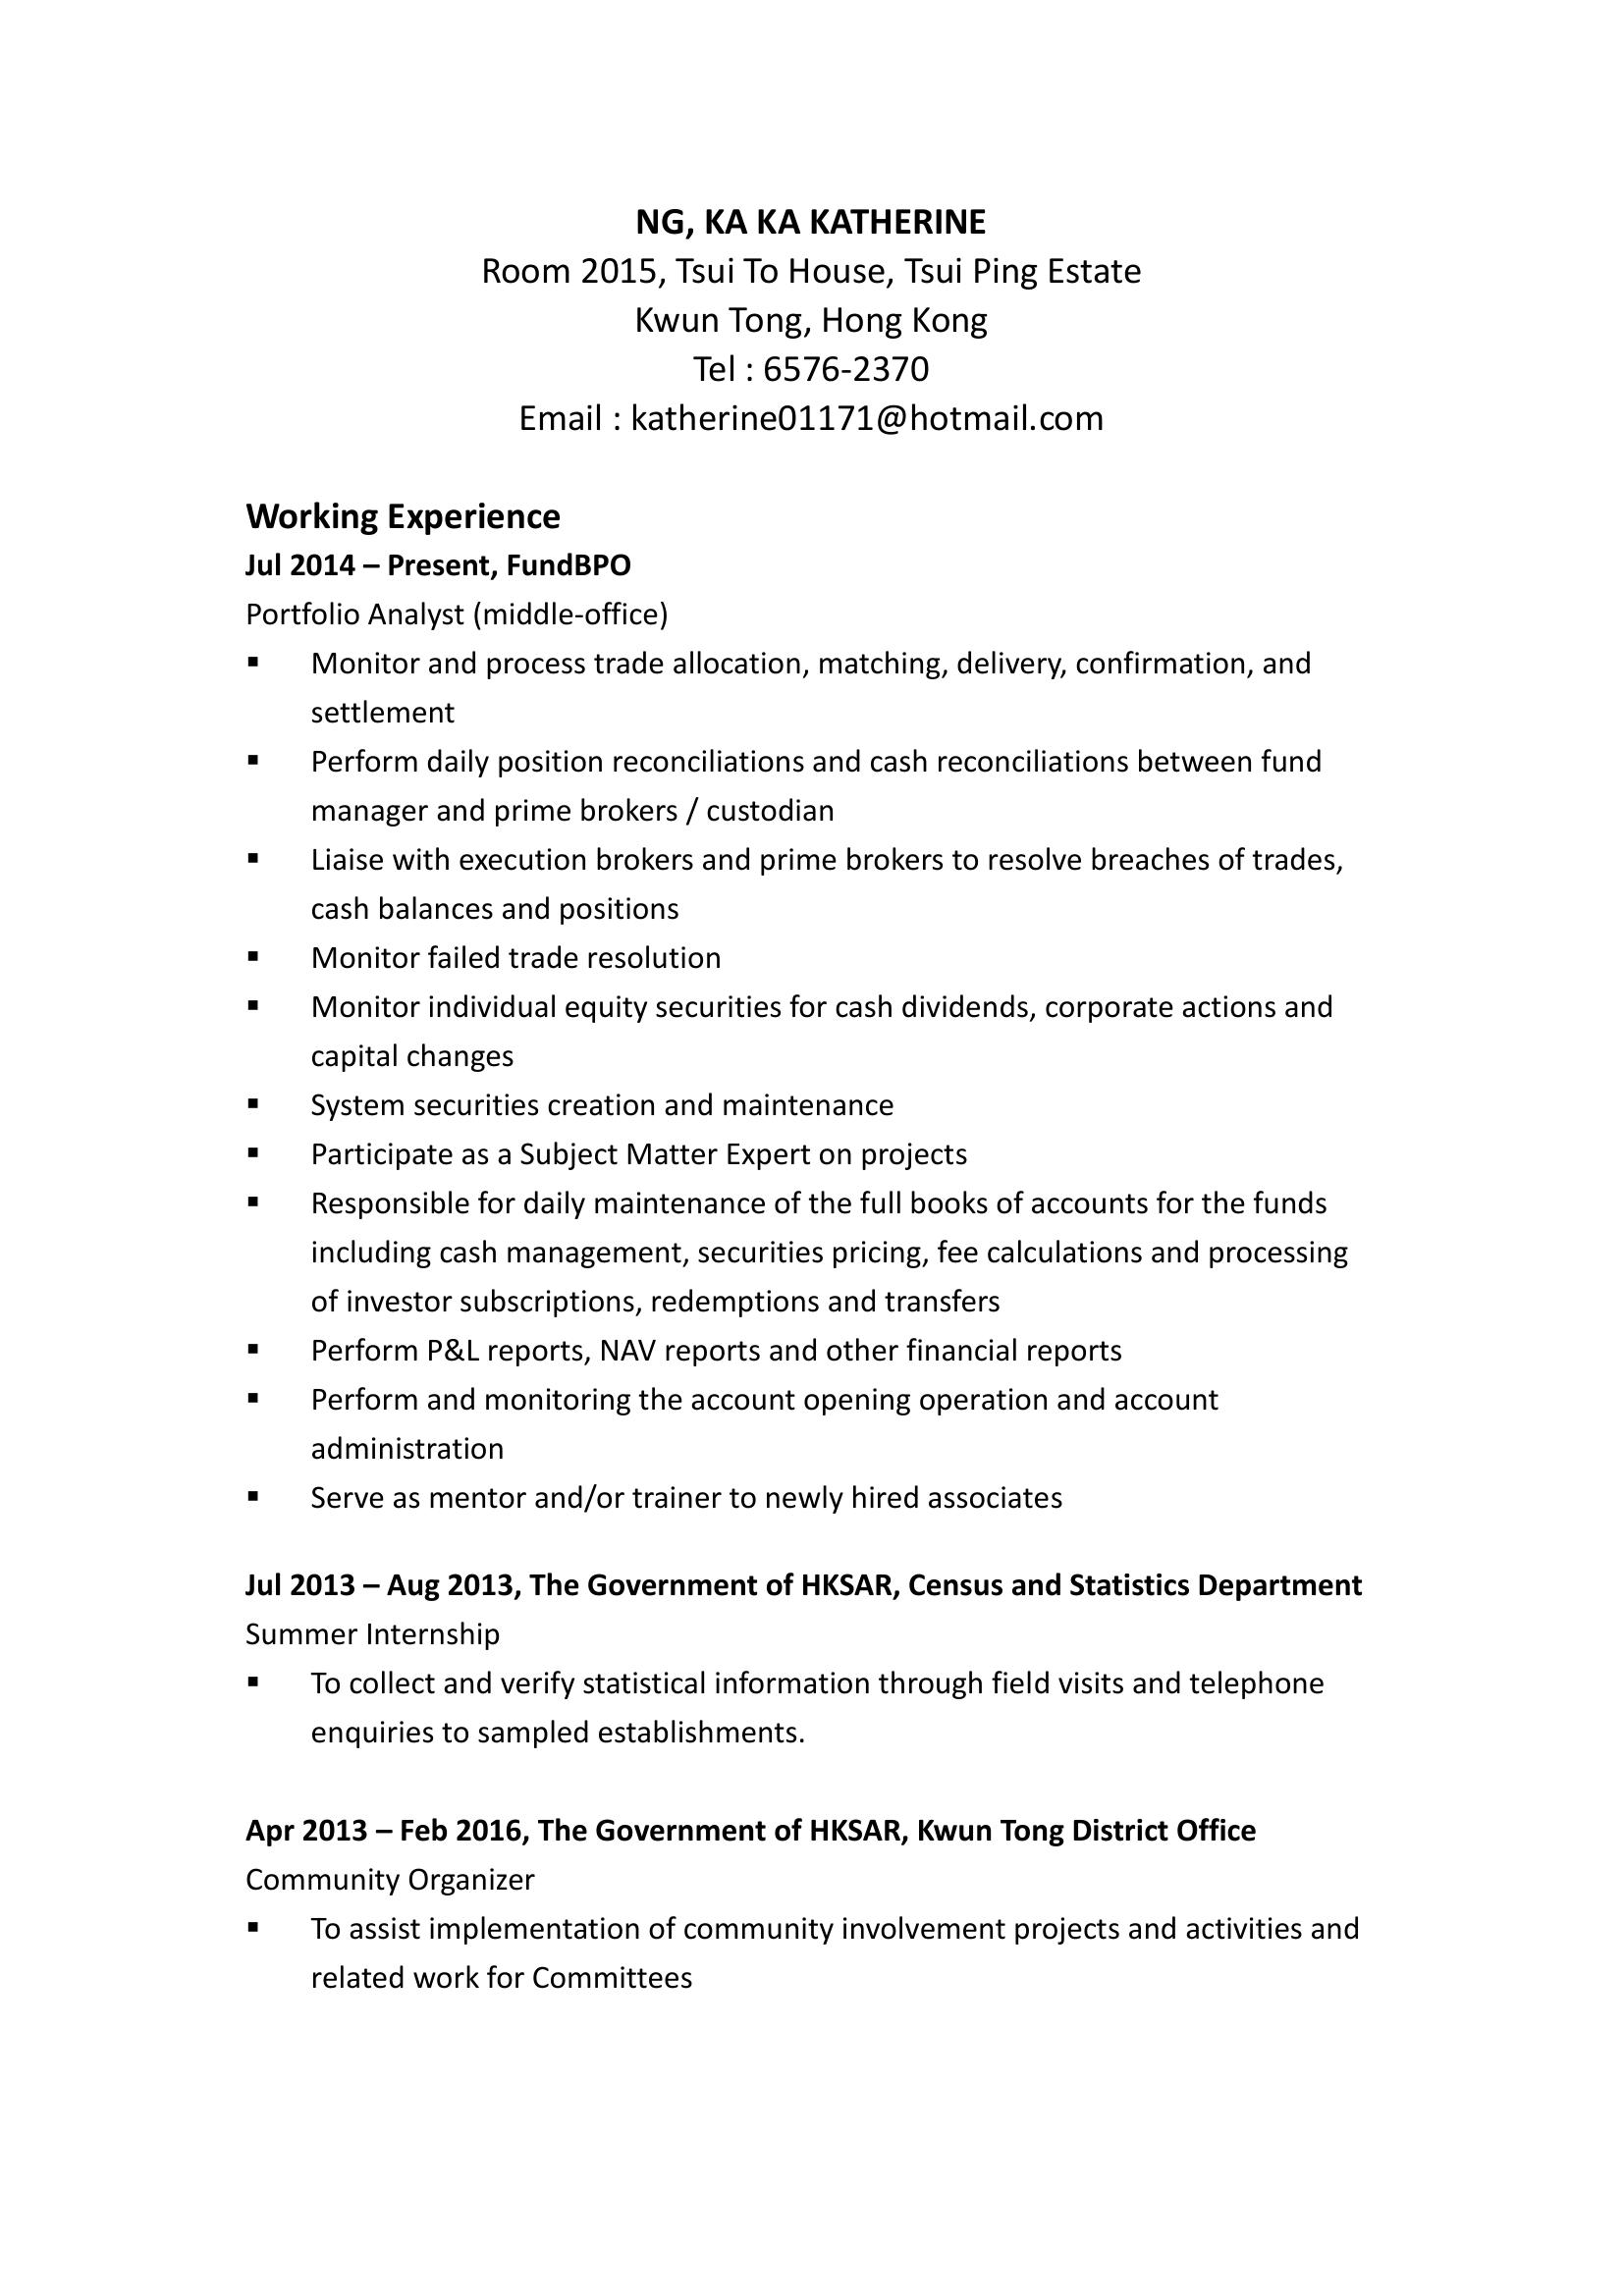 NG, KA KA KATHERINE
Room 2015, Tsui To House, Tsui Ping Estate
Kwun Tong, Hong Kong
Tel : 6576-2370
Email : katherine01171@hotmail.com
Working Experience
Jul 2014 – Present, FundBPO
Portfolio Analyst (middle-office)
▪ Monitor and process trade allocation, matching, delivery, confirmation, and
settlement
▪ Perform daily position reconciliations and cash reconciliations between fund
manager and prime brokers / custodian
▪ Liaise with execution brokers and prime brokers to resolve breaches of trades,
cash balances and positions
▪ Monitor failed trade resolution
▪ Monitor individual equity securities for cash dividends, corporate actions and
capital changes
▪ System securities creation and maintenance
▪ Participate as a Subject Matter Expert on projects
▪ Responsible for daily maintenance of the full books of accounts for the funds
including cash management, securities pricing, fee calculations and processing
of investor subscriptions, redemptions and transfers
▪ Perform P&L reports, NAV reports and other financial reports
▪ Perform and monitoring the account opening operation and account
administration
▪ Serve as mentor and/or trainer to newly hired associates
Jul 2013 – Aug 2013, The Government of HKSAR, Census and Statistics Department
Summer Internship
▪ To collect and verify statistical information through field visits and telephone
enquiries to sampled establishments.
Apr 2013 – Feb 2016, The Government of HKSAR, Kwun Tong District Office
Community Organizer
▪ To assist implementation of community involvement projects and activities and
related work for Committees